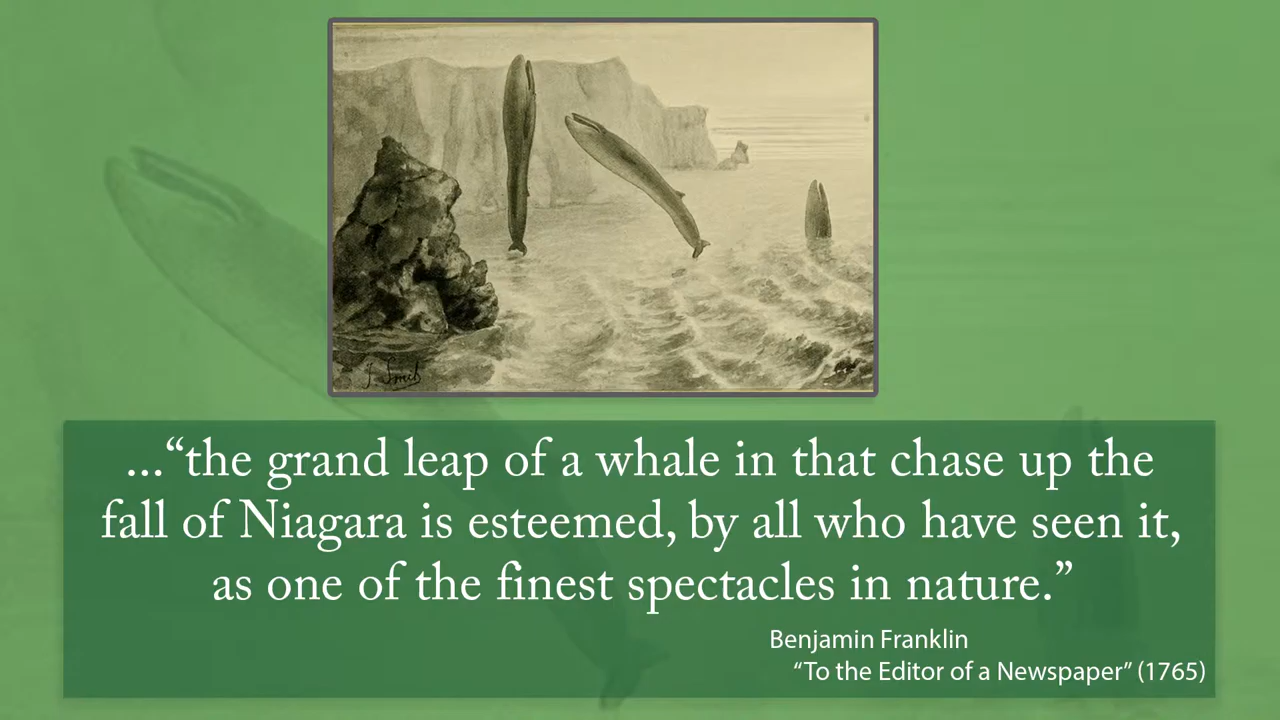 J. Smit
...“the grand leap of a whale in that chase up the
fall of Niagara is esteemed, by all who have seen it,
as one of the finest spectacles in nature.”
Benjamin Franklin
“To the Editor of a Newspaper” (1765)